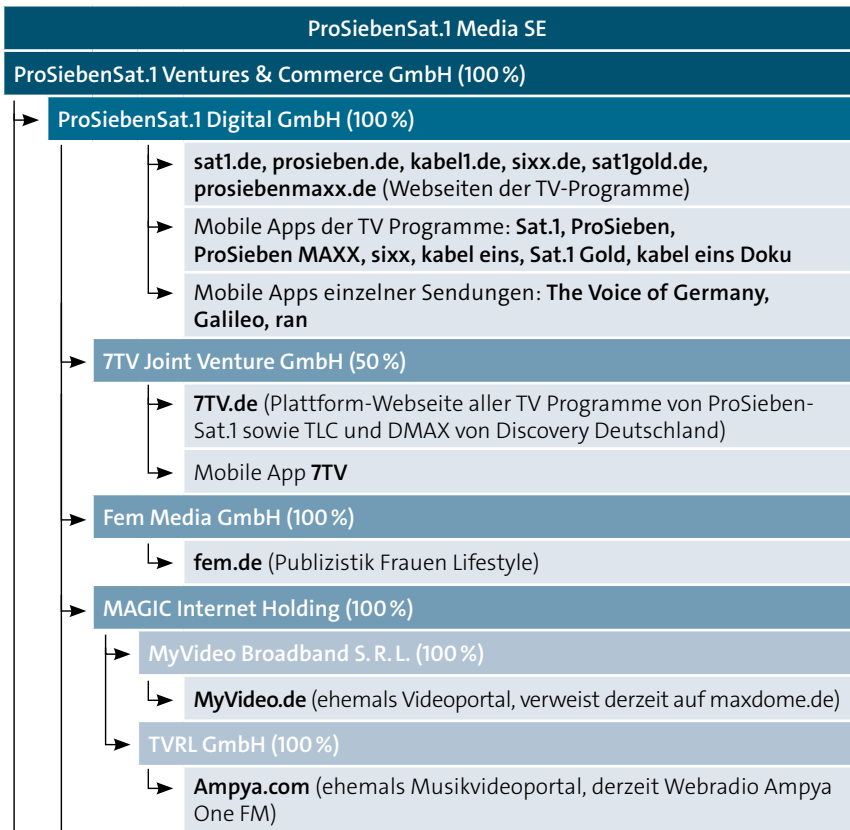 ProSiebenSat.1 Media SE
ProSiebenSat.1 Ventures & Commerce GmbH (100 %)
ProSiebenSat.1 Digital GmbH (100 %)
sat1.de, prosieben.de, kabel1.de, sixx.de, sat1gold.de,
prosiebenmaxx.de (Webseiten der TV-Programme)
Mobile Apps der TV Programme: Sat.1, ProSieben,
ProSieben MAXX, sixx, kabel eins, Sat.1 Gold, kabel eins Doku
Mobile Apps einzelner Sendungen: The Voice of Germany,
Galileo, ran
7TV Joint Venture GmbH (50 %)
7TV.de (Plattform-Webseite aller TV Programme von ProSieben-
Sat.1 sowie TLC und DMAX von Discovery Deutschland)
Mobile App 7TV
Fem Media GmbH (100 %)
fem.de (Publizistik Frauen Lifestyle)
MAGIC Internet Holding (100 %)
MyVideo Broadband S. R. L. (100 %)
MyVideo.de (ehemals Videoportal, verweist derzeit auf maxdome.de)
TVRL GmbH (100 %)
Ampya.com (ehemals Musikvideoportal, derzeit Webradio Ampya
One FM)